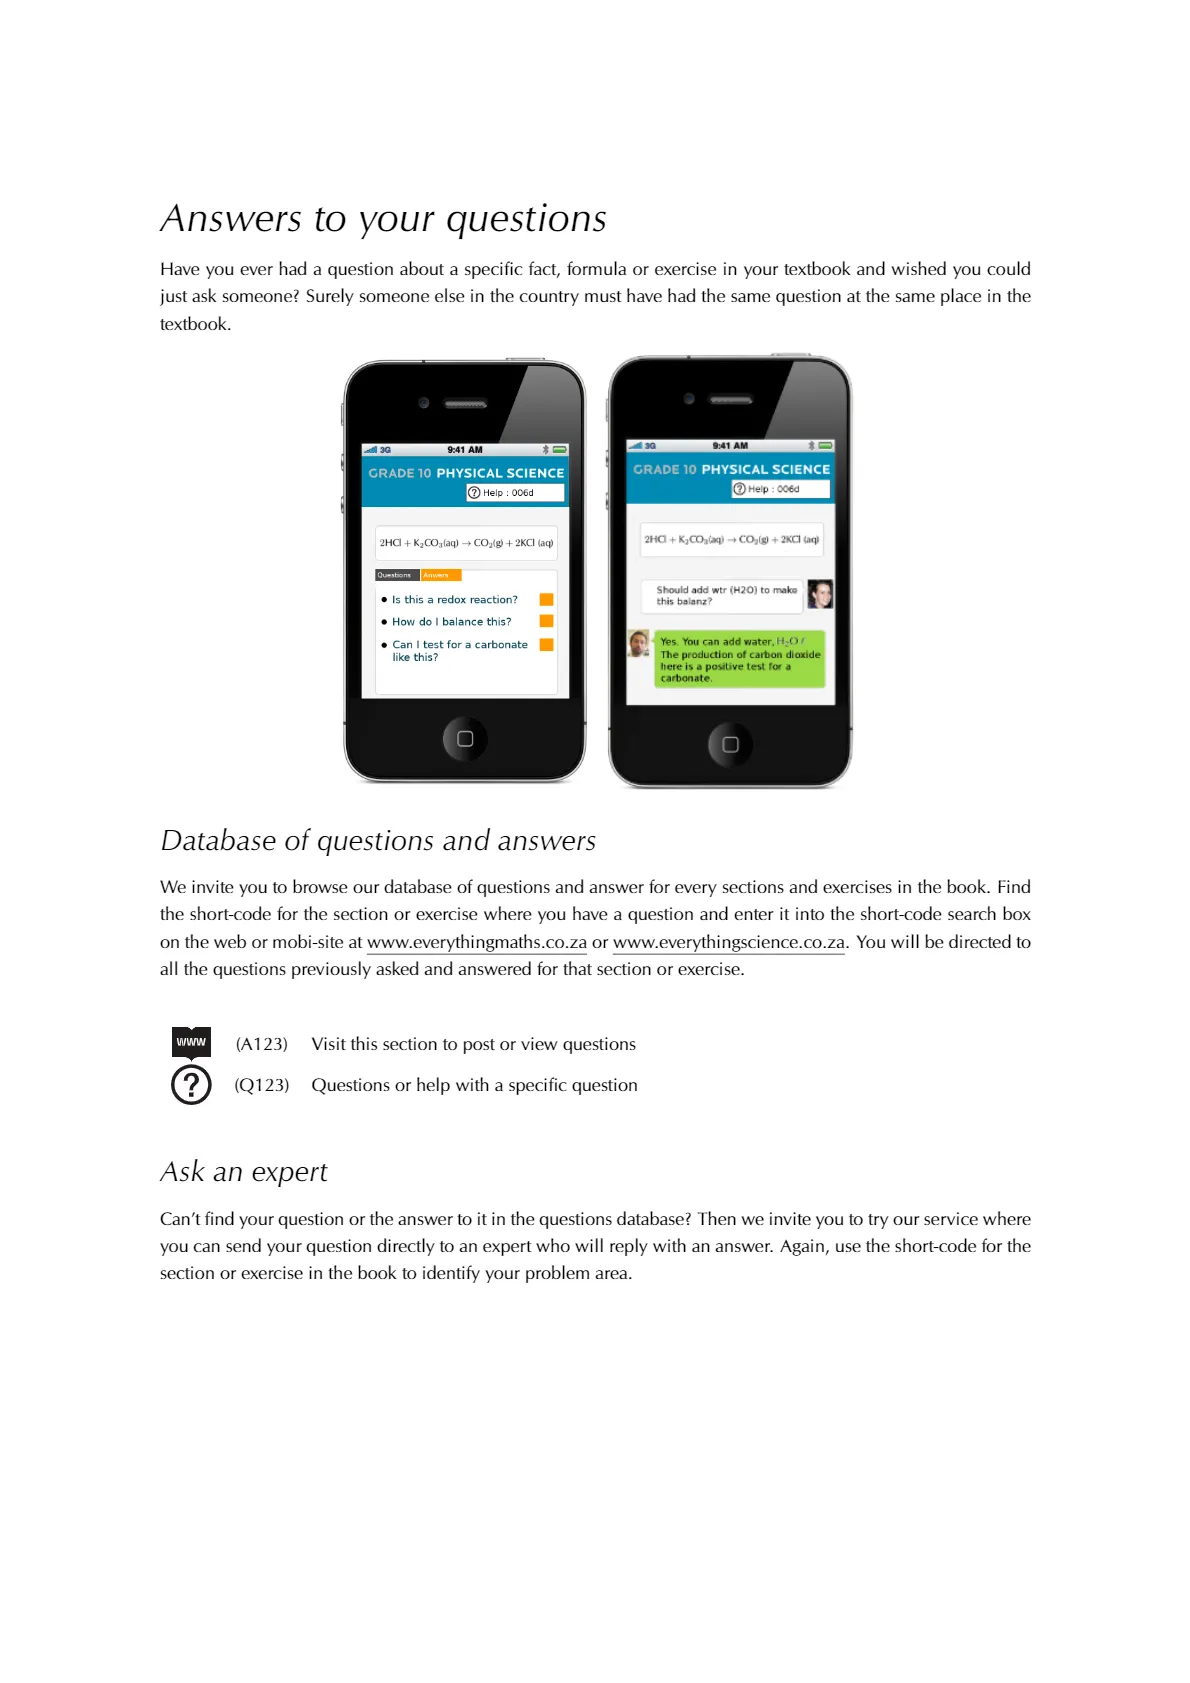 Answers to your questions
Have you ever had a question about a specific fact, formula or exercise in your textbook and wished you could
just ask someone? Surely someone else in the country must have had the same question at the same place in the
textbook.
3G 9:41 AM
GRADE 10 PHYSICAL SCIENCE
? Help : 006d
2HCl + K₂CO₃(aq) → CO₂(g) + 2KCl (aq)
Questions Anwers
• Is this a redox reaction?
• How do I balance this?
• Can I test for a carbonate
like this?
3G 9:41 AM
GRADE 10 PHYSICAL SCIENCE
? Help : 006d
2HCl + K₂CO₃(aq) → CO₂(g) + 2KCl (aq)
Should add wtr (H2O) to make
this balanz?
Yes. You can add water, H₂O /
The production of carbon dioxide
here is a positive test for a
carbonate.
Database of questions and answers
We invite you to browse our database of questions and answer for every sections and exercises in the book. Find
the short-code for the section or exercise where you have a question and enter it into the short-code search box
on the web or mobi-site at www.everythingmaths.co.za or www.everythingscience.co.za. You will be directed to
all the questions previously asked and answered for that section or exercise.
www (A123) Visit this section to post or view questions
? (Q123) Questions or help with a specific question
Ask an expert
Can't find your question or the answer to it in the questions database? Then we invite you to try our service where
you can send your question directly to an expert who will reply with an answer. Again, use the short-code for the
section or exercise in the book to identify your problem area.